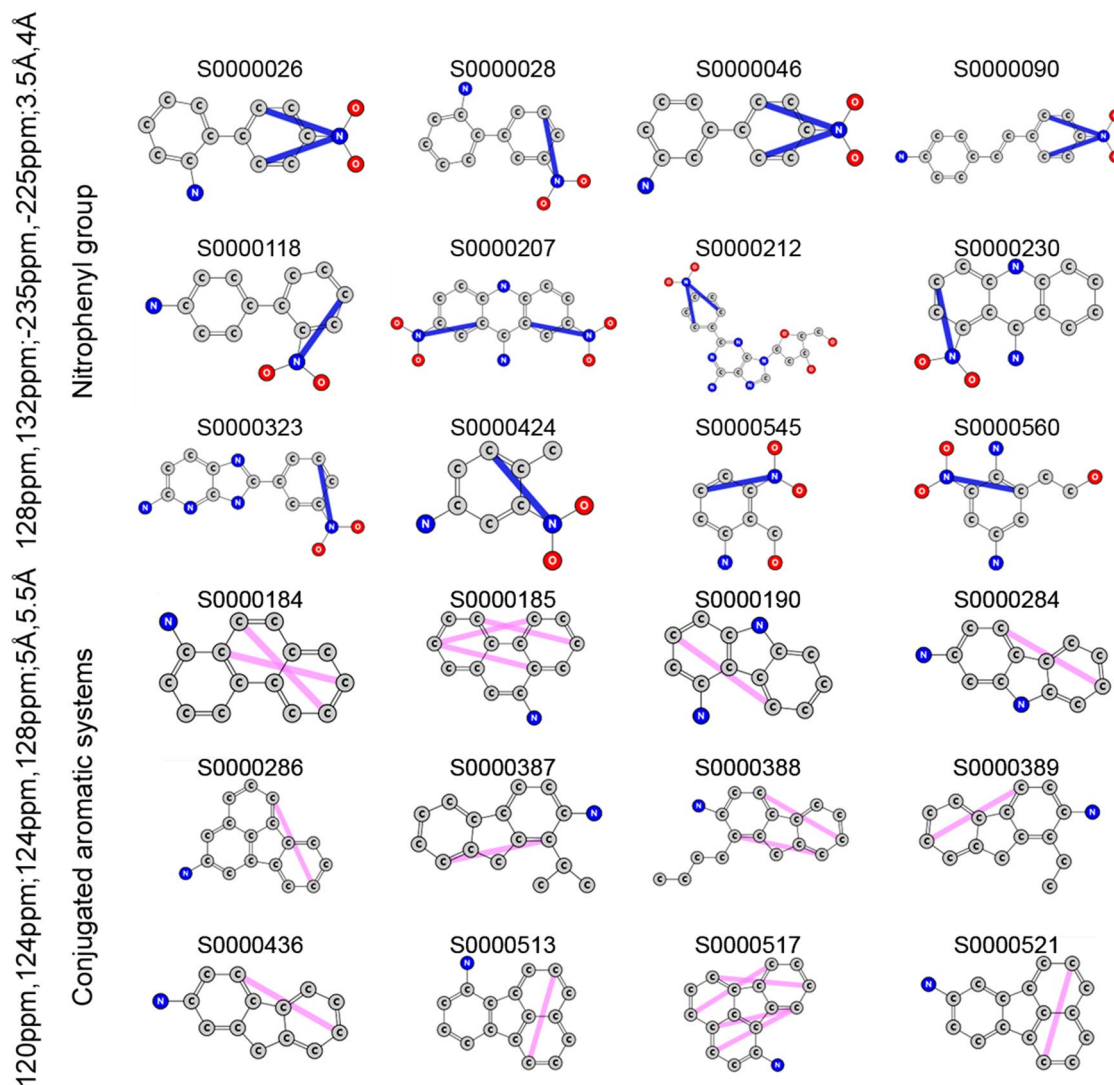 128ppm,132ppm;-235ppm,-225ppm;3.5Å,4Å
Nitrophenyl group
S0000026
S0000028
S0000046
S0000090
S0000118
S0000207
S0000212
S0000230
S0000323
S0000424
S0000545
S0000560
120ppm,124ppm;124ppm,128ppm;5Å,5.5Å
Conjugated aromatic systems
S0000184
S0000185
S0000190
S0000284
S0000286
S0000387
S0000388
S0000389
S0000436
S0000513
S0000517
S0000521